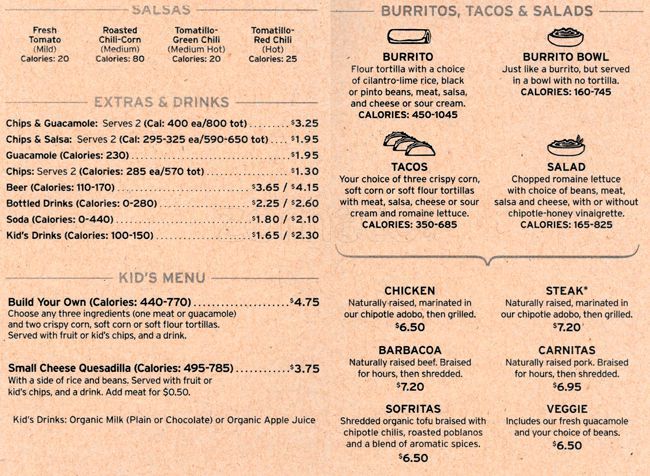 SALSAS
Fresh
Tomato
(Mild)
Calories: 20
Roasted
Chili-Corn
(Medium)
Calories: 80
Tomatillo-
Green Chili
(Medium Hot)
Calories: 20
Tomatillo-
Red Chili
(Hot)
Calories: 25
EXTRAS & DRINKS
Chips & Guacamole: Serves 2 (Cal: 400 ea/800 tot) ........ $3.25
Chips & Salsa: Serves 2 (Cal: 295-325 ea/590-650 tot) .... $1.95
Guacamole (Calories: 230) ........ $1.95
Chips: Serves 2 (Calories: 285 ea/570 tot) ........ $1.30
Beer (Calories: 110-170) ........ $3.65 / $4.15
Bottled Drinks (Calories: 0-280) ........ $2.25 / $2.60
Soda (Calories: 0-440) ........ $1.80 / $2.10
Kid's Drinks (Calories: 100-150) ........ $1.65 / $2.30
KID'S MENU
Build Your Own (Calories: 440-770) ........ $4.75
Choose any three ingredients (one meat or guacamole)
and two crispy corn, soft corn or soft flour tortillas.
Served with fruit or kid's chips, and a drink.
Small Cheese Quesadilla (Calories: 495-785) ........ $3.75
With a side of rice and beans. Served with fruit or
kid's chips, and a drink. Add meat for $0.50.
Kid's Drinks: Organic Milk (Plain or Chocolate) or Organic Apple Juice
BURRITOS, TACOS & SALADS
BURRITO
Flour tortilla with a choice
of cilantro-lime rice, black
or pinto beans, meat, salsa,
and cheese or sour cream.
CALORIES: 450-1045
BURRITO BOWL
Just like a burrito, but served
in a bowl with no tortilla.
CALORIES: 160-745
TACOS
Your choice of three crispy corn,
soft corn or soft flour tortillas
with meat, salsa, cheese or sour
cream and romaine lettuce.
CALORIES: 350-685
SALAD
Chopped romaine lettuce
with choice of beans, meat,
salsa and cheese, with or without
chipotle-honey vinaigrette.
CALORIES: 165-825
CHICKEN
Naturally raised, marinated in
our chipotle adobo, then grilled.
$6.50
STEAK*
Naturally raised, marinated in
our chipotle adobo, then grilled.
$7.20
BARBACOA
Naturally raised beef. Braised
for hours, then shredded.
$7.20
CARNITAS
Naturally raised pork. Braised
for hours, then shredded.
$6.95
SOFRITAS
Shredded organic tofu braised with
chipotle chilis, roasted poblanos
and a blend of aromatic spices.
$6.50
VEGGIE
Includes our fresh guacamole
and your choice of beans.
$6.50